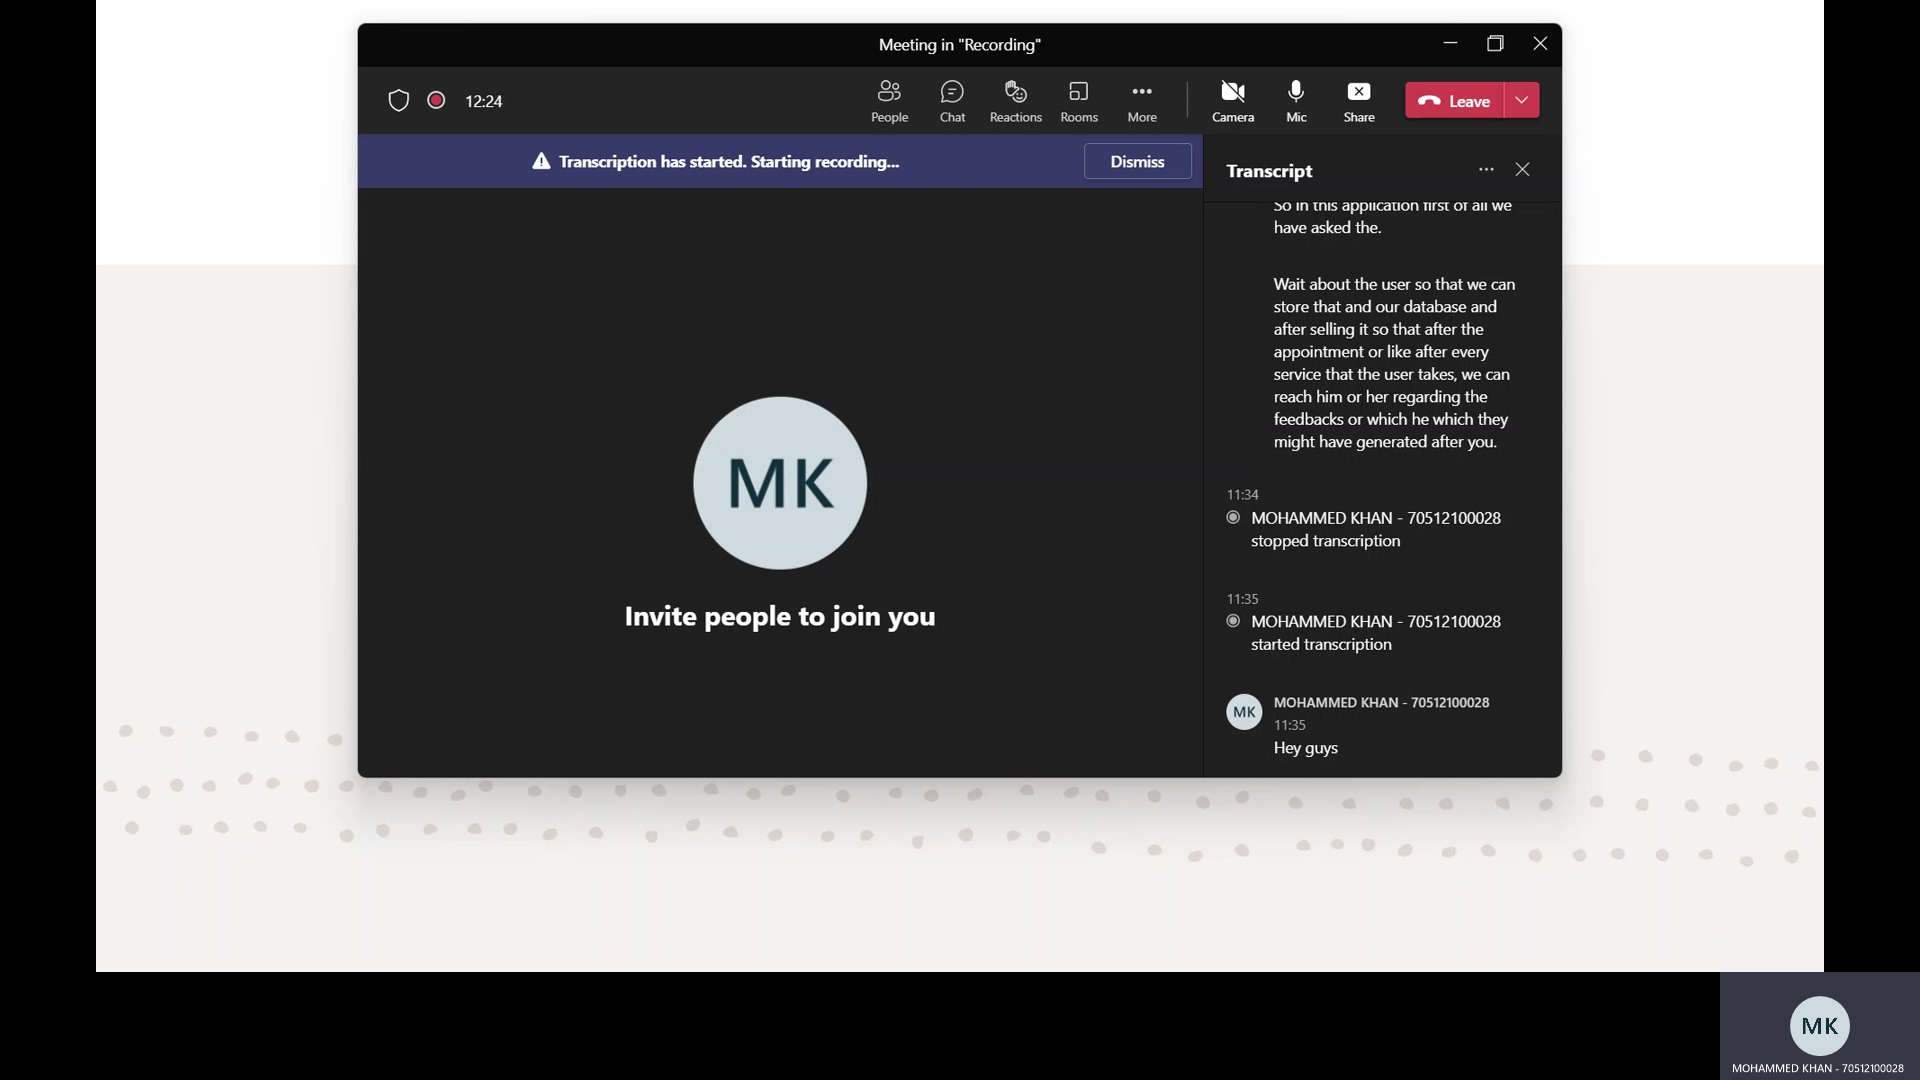 Meeting in "Recording"
12:24
People
Chat
Reactions
Rooms
More
Camera
Mic
Share
Leave
Transcription has started. Starting recording...
Dismiss
Transcript
So in this application first of all we
have asked the.
Wait about the user so that we can
store that and our database and
after selling it so that after the
appointment or like after every
service that the user takes, we can
reach him or her regarding the
feedbacks or which he which they
might have generated after you.
11:34
MOHAMMED KHAN - 70512100028
stopped transcription
11:35
MOHAMMED KHAN - 70512100028
started transcription
MK
MOHAMMED KHAN - 70512100028
11:35
Hey guys
MK
Invite people to join you
MK
MOHAMMED KHAN - 70512100028